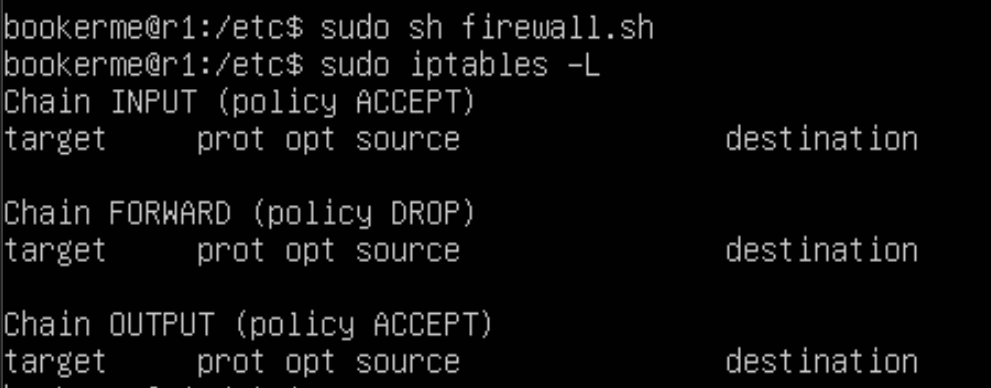 bookerme@r1:/etc$ sudo sh firewall.sh
bookerme@r1:/etc$ sudo iptables -L
Chain INPUT (policy ACCEPT)
target     prot opt source               destination

Chain FORWARD (policy DROP)
target     prot opt source               destination

Chain OUTPUT (policy ACCEPT)
target     prot opt source               destination